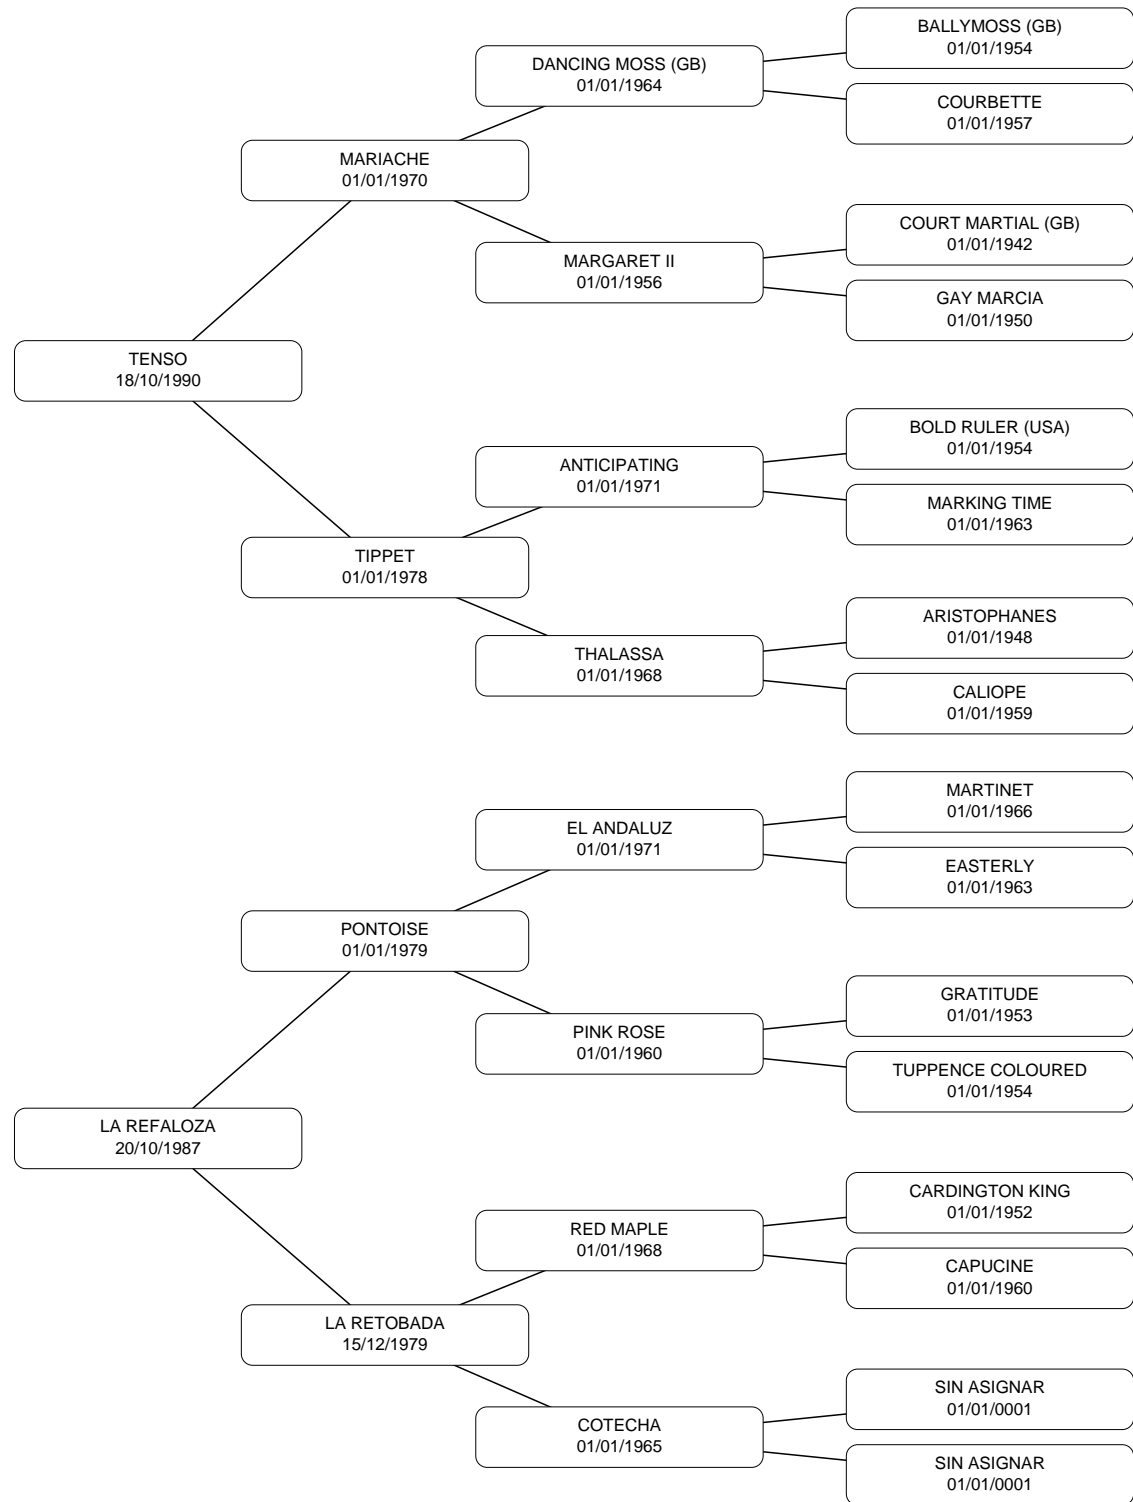 BALLYMOSS (GB)
01/01/1954
DANCING MOSS (GB)
01/01/1964
COURBETTE
01/01/1957
MARIACHE
01/01/1970
COURT MARTIAL (GB)
01/01/1942
MARGARET II
01/01/1956
GAY MARCIA
01/01/1950
TENSO
18/10/1990
BOLD RULER (USA)
01/01/1954
ANTICIPATING
01/01/1971
MARKING TIME
01/01/1963
TIPPET
01/01/1978
ARISTOPHANES
01/01/1948
THALASSA
01/01/1968
CALIOPE
01/01/1959
MARTINET
01/01/1966
EL ANDALUZ
01/01/1971
EASTERLY
01/01/1963
PONTOISE
01/01/1979
GRATITUDE
01/01/1953
PINK ROSE
01/01/1960
TUPPENCE COLOURED
01/01/1954
LA REFALOZA
20/10/1987
CARDINGTON KING
01/01/1952
RED MAPLE
01/01/1968
CAPUCINE
01/01/1960
LA RETOBADA
15/12/1979
SIN ASIGNAR
01/01/0001
COTECHA
01/01/1965
SIN ASIGNAR
01/01/0001